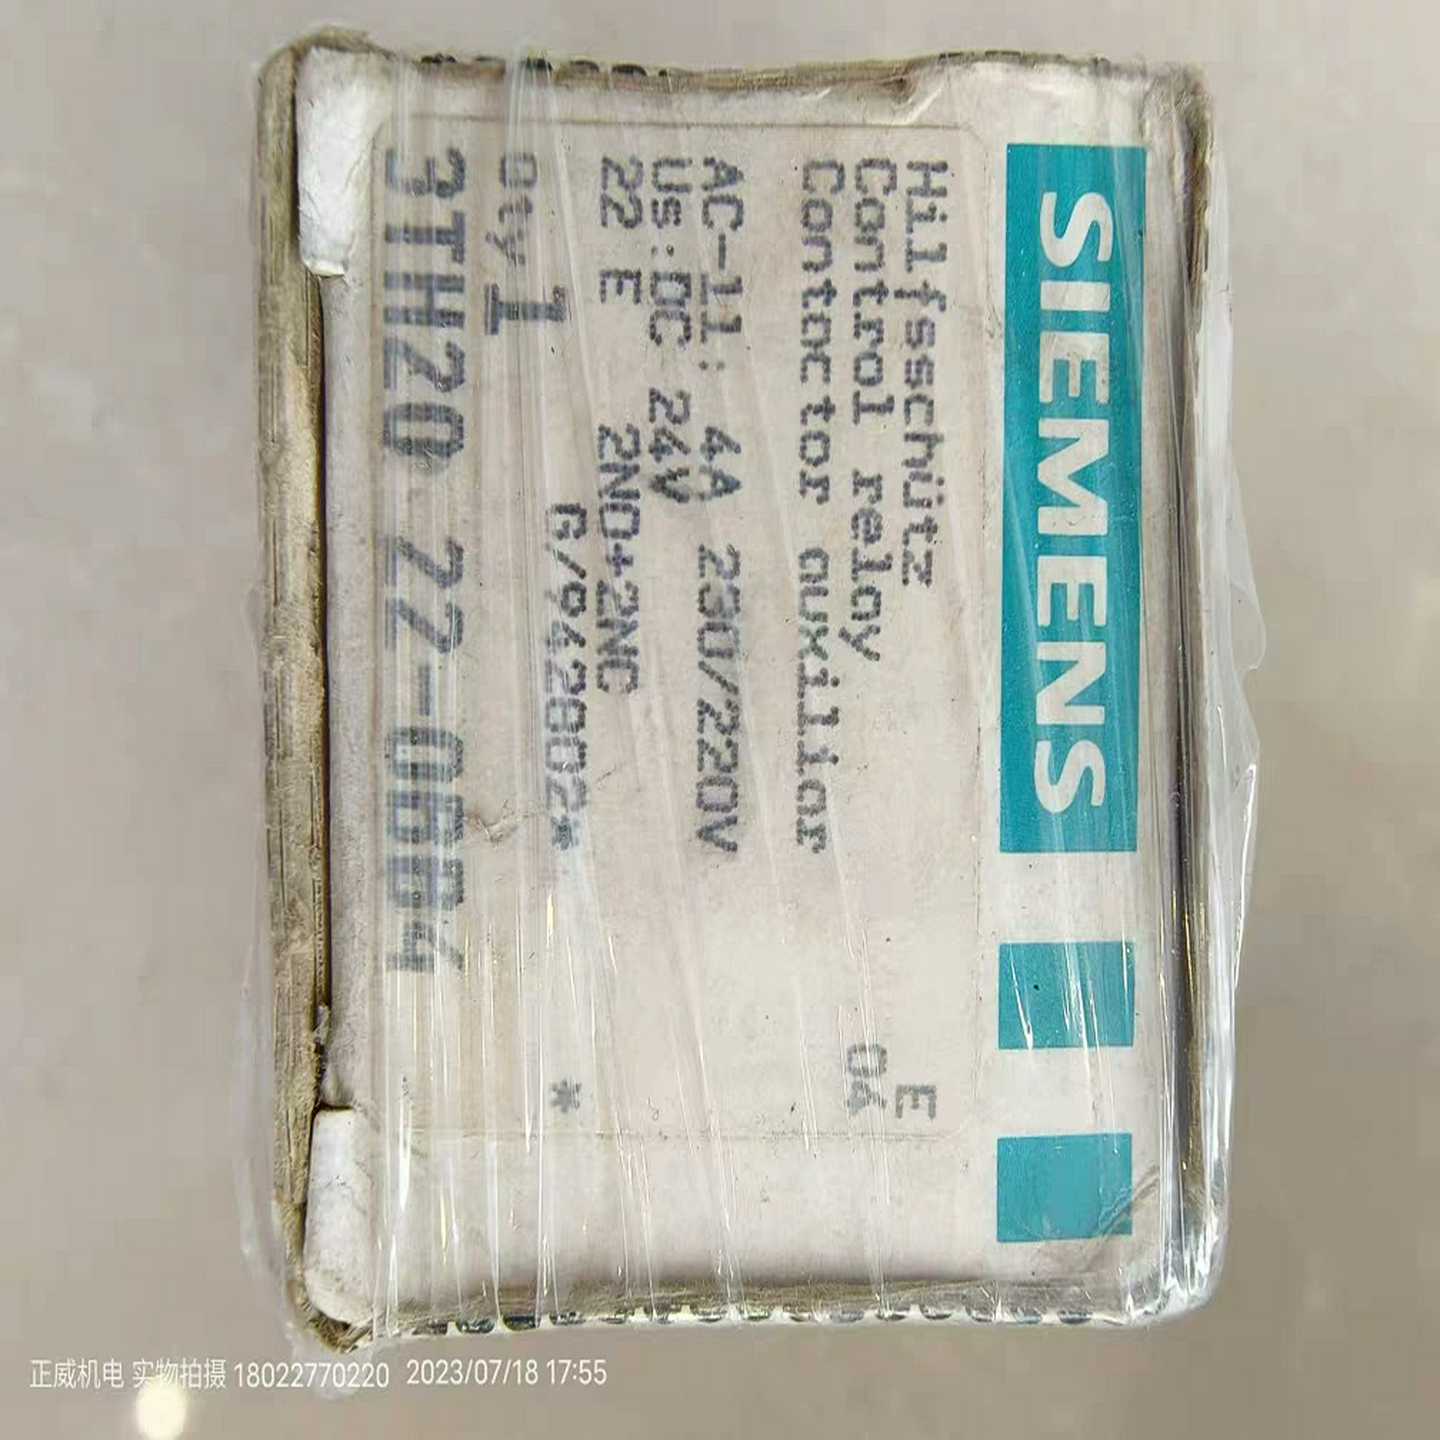 SIEMENS
Hilfsschütz E
Control relay 04
Contactor auxiliar
AC-11: 4A 230/220V
Us:DC 24V
22 E 2NO+2NC
G/942802* *
Qty 1
3TH20 22-0BB4
正威机电 实物拍摄 18022770220 2023/07/18 17:55